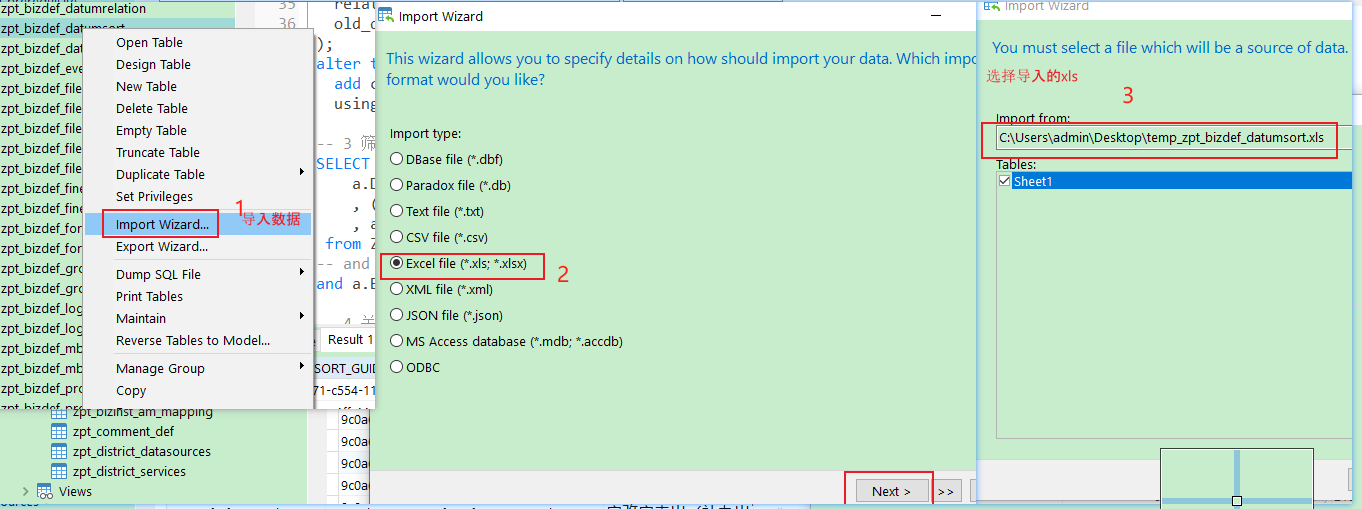 zpt_bizdef_datumrelation
zpt_bizdef_datumsort
zpt_bizdef_dat
zpt_bizdef_eve
zpt_bizdef_file
zpt_bizdef_file
zpt_bizdef_file
zpt_bizdef_file
zpt_bizdef_file
zpt_bizdef_fine
zpt_bizdef_fine
zpt_bizdef_for
zpt_bizdef_for
zpt_bizdef_gro
zpt_bizdef_gro
zpt_bizdef_log
zpt_bizdef_log
zpt_bizdef_mb
zpt_bizdef_mb
zpt_bizdef_pro
zpt_bizinst_am_mapping
zpt_comment_def
zpt_district_datasources
zpt_district_services
Views
Open Table
Design Table
New Table
Delete Table
Empty Table
Truncate Table
Duplicate Table
Set Privileges
Import Wizard...
Export Wizard...
Dump SQL File
Print Tables
Maintain
Reverse Tables to Model...
Manage Group
Copy
1
导入数据
35
36
rela
old_c
);
alter t
add c
using
-- 3 筛
SELECT
a.D
, (
, a
from Z
-- and
and a.E
Result 1
SORT_GUID
71-c554-11
9c0a
9c0a
9c0a
Import Wizard
This wizard allows you to specify details on how should import your data. Which impo
format would you like?
Import type:
DBase file (*.dbf)
Paradox file (*.db)
Text file (*.txt)
CSV file (*.csv)
Excel file (*.xls; *.xlsx)
2
XML file (*.xml)
JSON file (*.json)
MS Access database (*.mdb; *.accdb)
ODBC
Next >
>>
Import Wizard
You must select a file which will be a source of data.
选择导入的xls
3
Import from:
C:\Users\admin\Desktop\temp_zpt_bizdef_datumsort.xls
Tables:
Sheet1